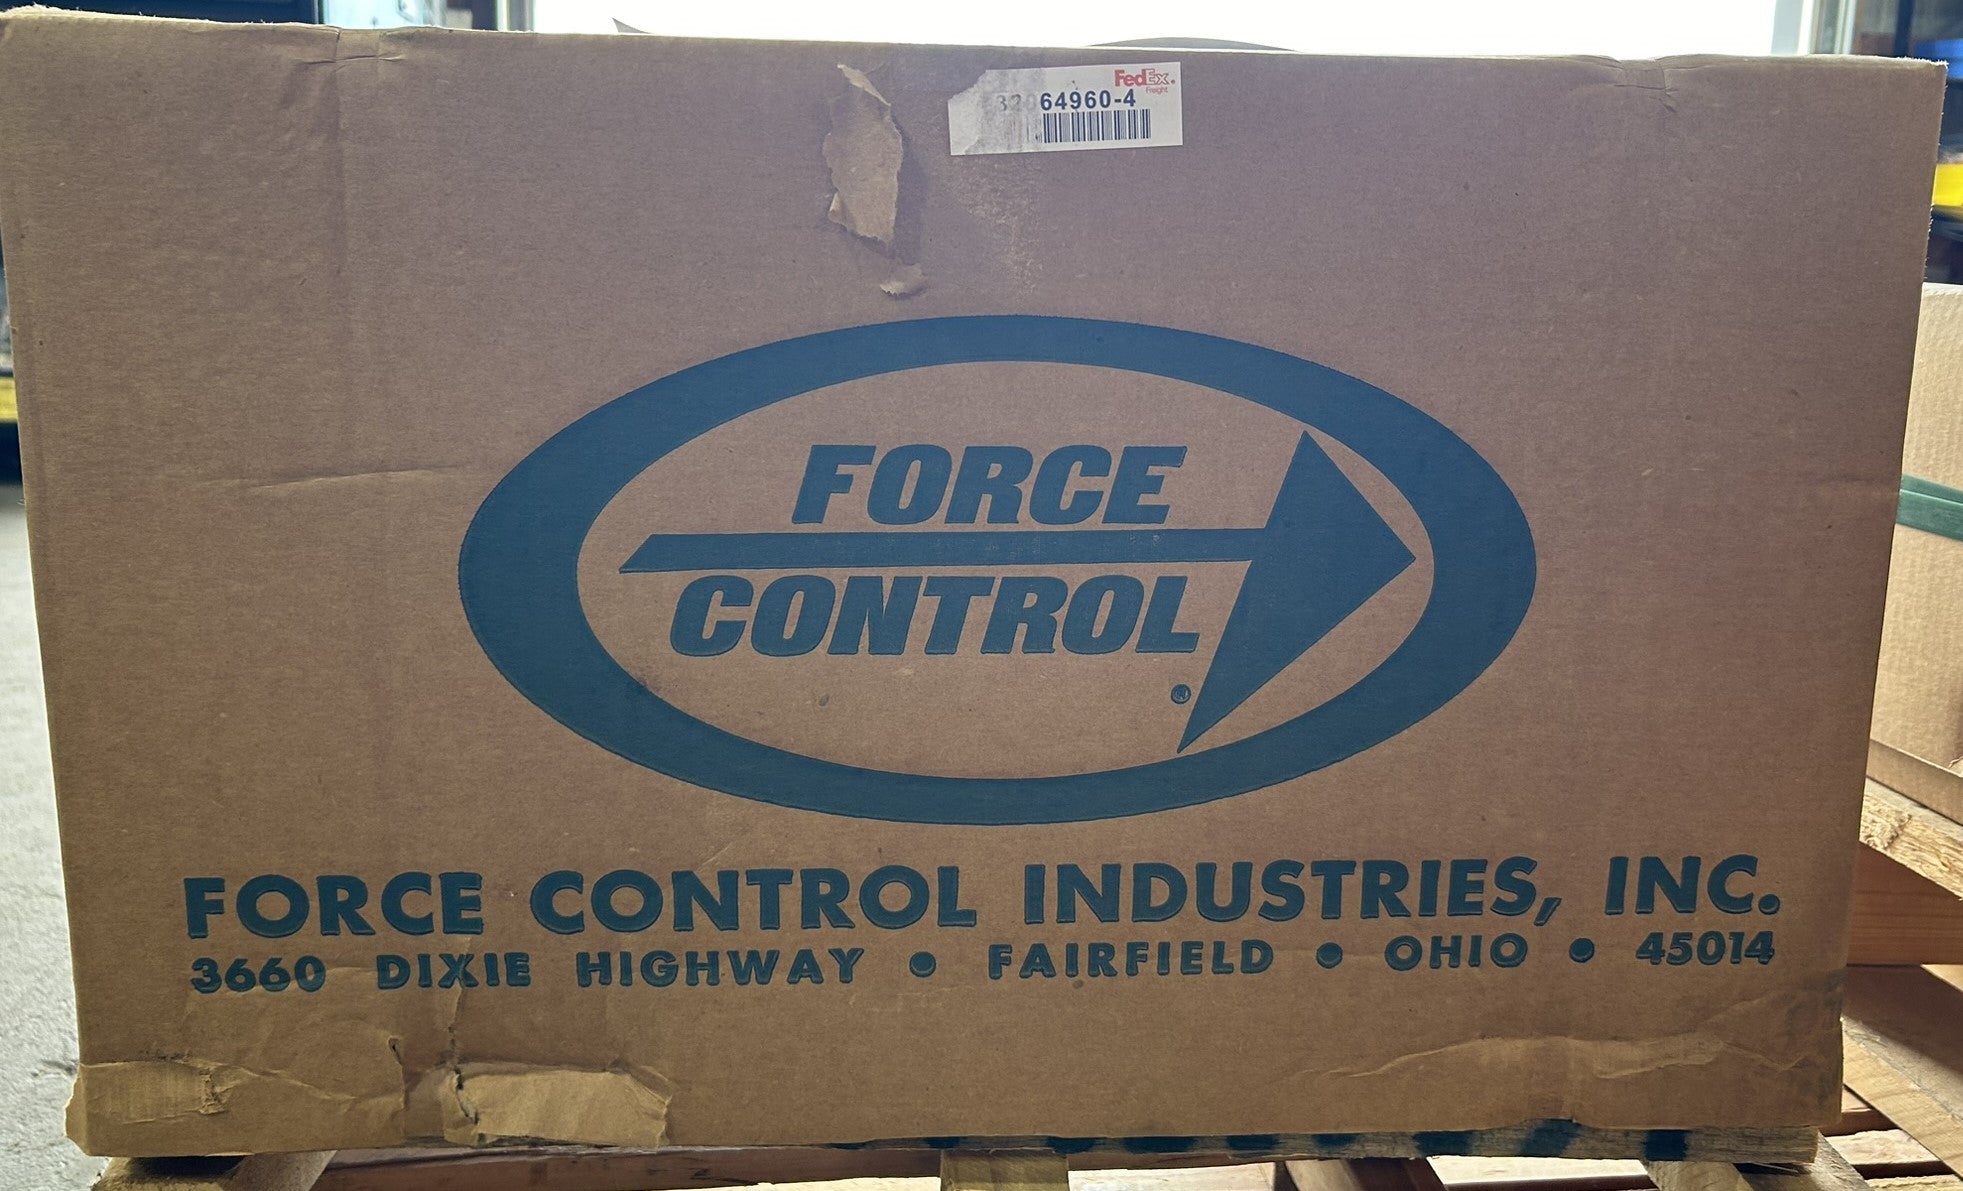 FedEx®
Freight
64960-4
FORCE
CONTROL
®
FORCE CONTROL INDUSTRIES, INC.
3660 DIXIE HIGHWAY • FAIRFIELD • OHIO • 45014